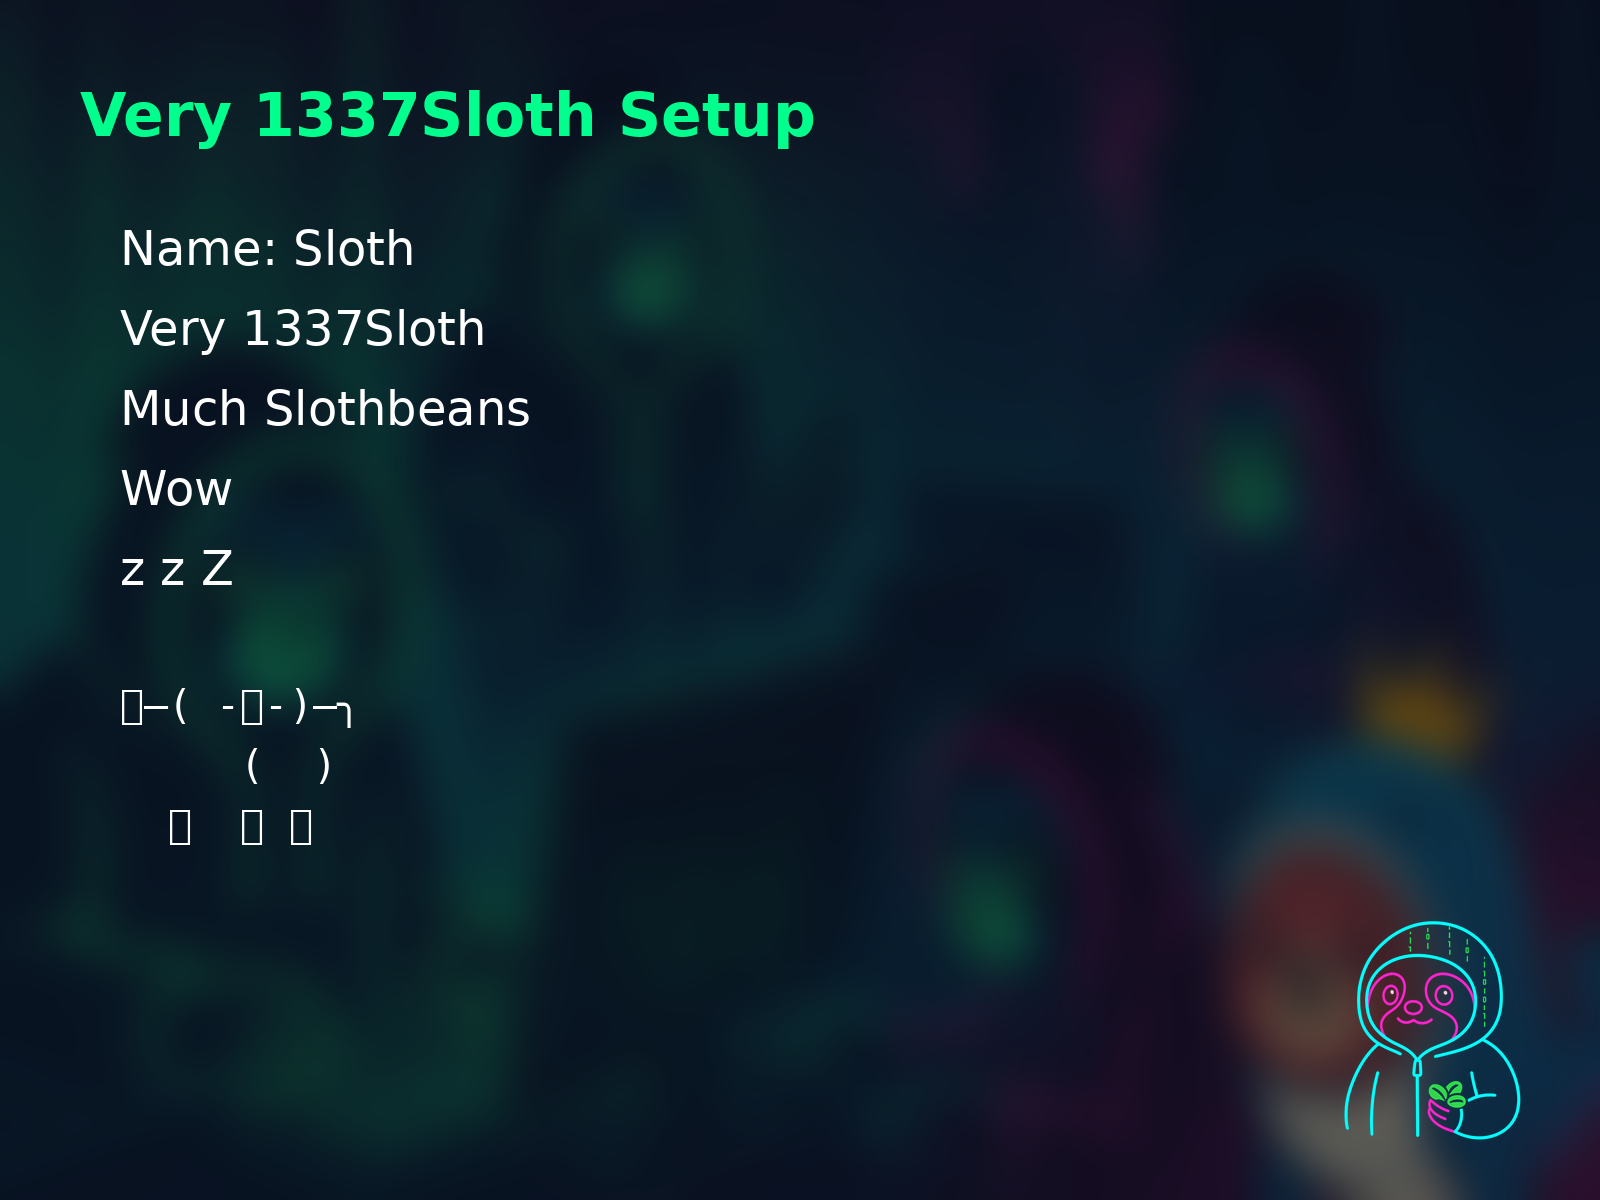 Very 1337Sloth Setup
Name: Sloth
Very 1337Sloth
Much Slothbeans
Wow
z z Z
▯—( -▯-)—╮
( )
▯ ▯ ▯